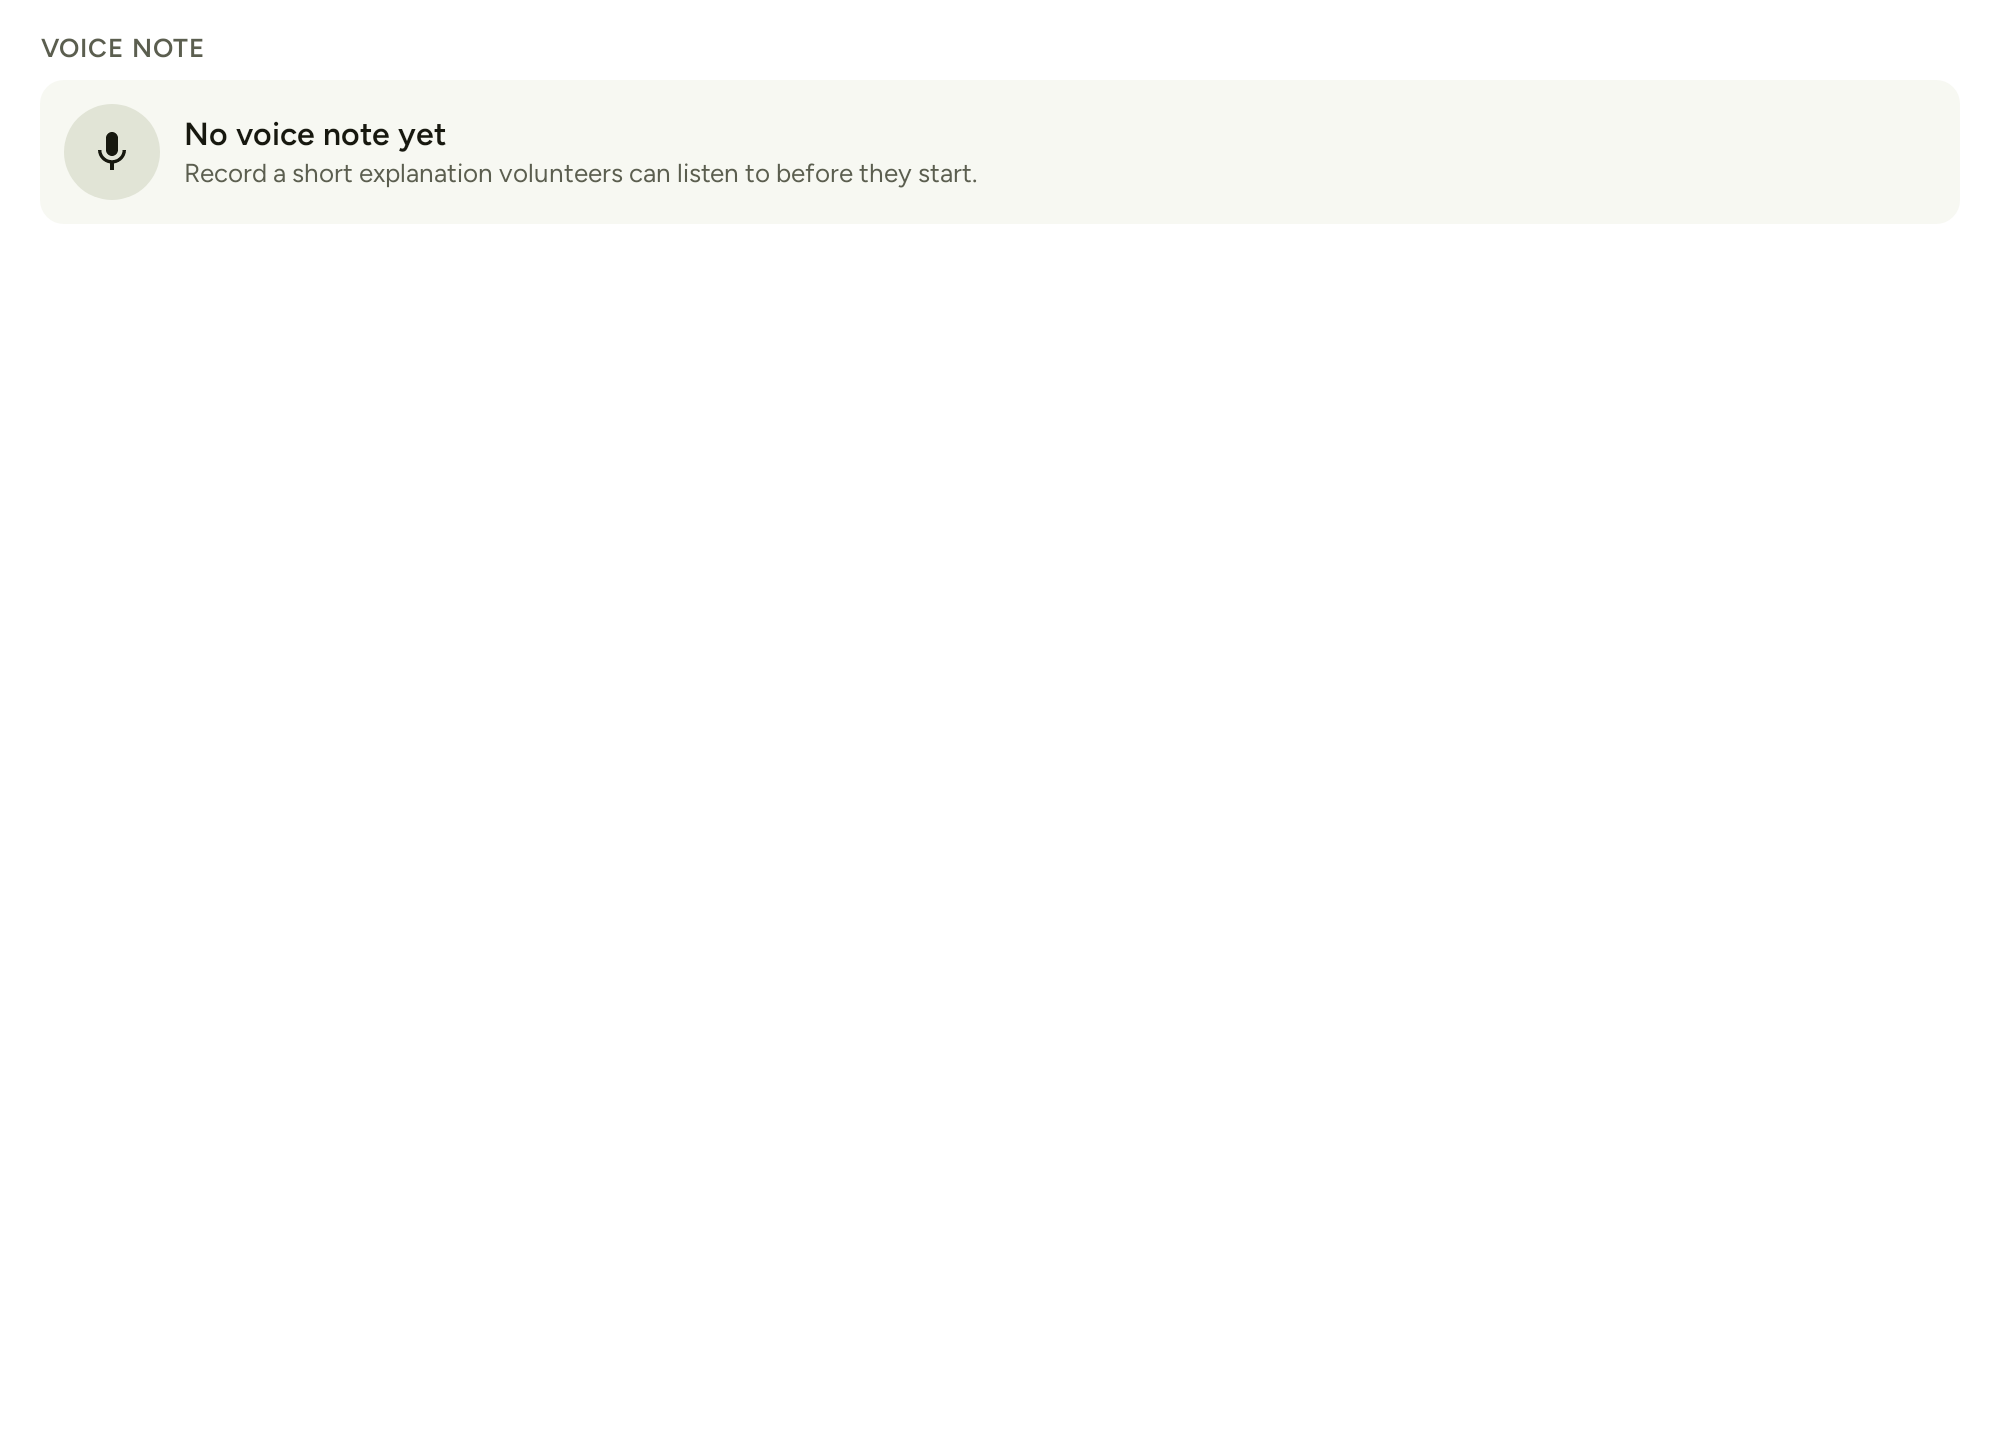 VOICE NOTE
No voice note yet
Record a short explanation volunteers can listen to before they start.